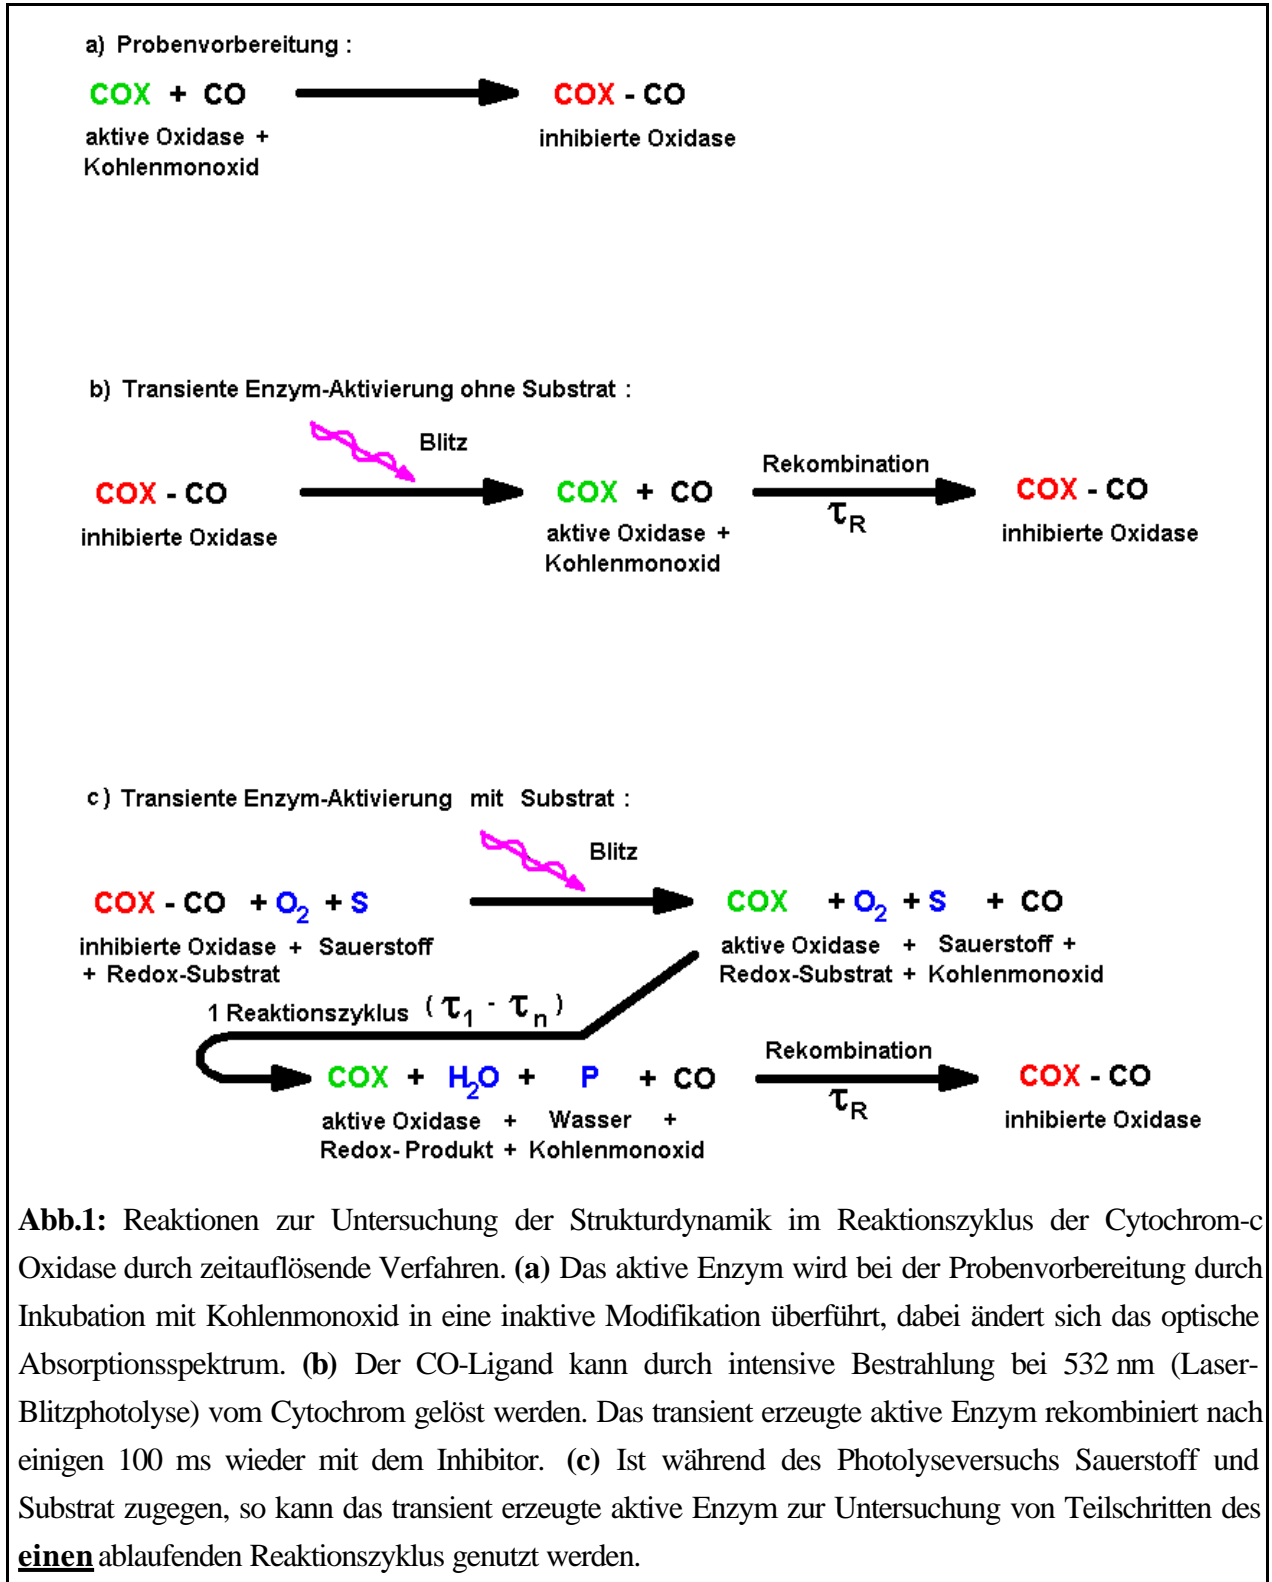 a) Probenvorbereitung :
COX + CO COX - CO
aktive Oxidase + inhibierte Oxidase
Kohlenmonoxid
b) Transiente Enzym-Aktivierung ohne Substrat :
Blitz
Rekombination
COX - CO COX + CO τR COX - CO
inhibierte Oxidase aktive Oxidase + inhibierte Oxidase
Kohlenmonoxid
c) Transiente Enzym-Aktivierung mit Substrat :
Blitz
COX - CO + O2 + S COX + O2 + S + CO
inhibierte Oxidase + Sauerstoff aktive Oxidase + Sauerstoff +
+ Redox-Substrat Redox-Substrat + Kohlenmonoxid
1 Reaktionszyklus (τ1 - τn)
Rekombination
COX + H2O + P + CO τR COX - CO
aktive Oxidase + Wasser + inhibierte Oxidase
Redox-Produkt + Kohlenmonoxid
Abb.1: Reaktionen zur Untersuchung der Strukturdynamik im Reaktionszyklus der Cytochrom-c
Oxidase durch zeitauflösende Verfahren. (a) Das aktive Enzym wird bei der Probenvorbereitung durch
Inkubation mit Kohlenmonoxid in eine inaktive Modifikation überführt, dabei ändert sich das optische
Absorptionsspektrum. (b) Der CO-Ligand kann durch intensive Bestrahlung bei 532 nm (Laser-
Blitzphotolyse) vom Cytochrom gelöst werden. Das transient erzeugte aktive Enzym rekombiniert nach
einigen 100 ms wieder mit dem Inhibitor. (c) Ist während des Photolyseversuchs Sauerstoff und
Substrat zugegen, so kann das transient erzeugte aktive Enzym zur Untersuchung von Teilschritten des
einen ablaufenden Reaktionszyklus genutzt werden.